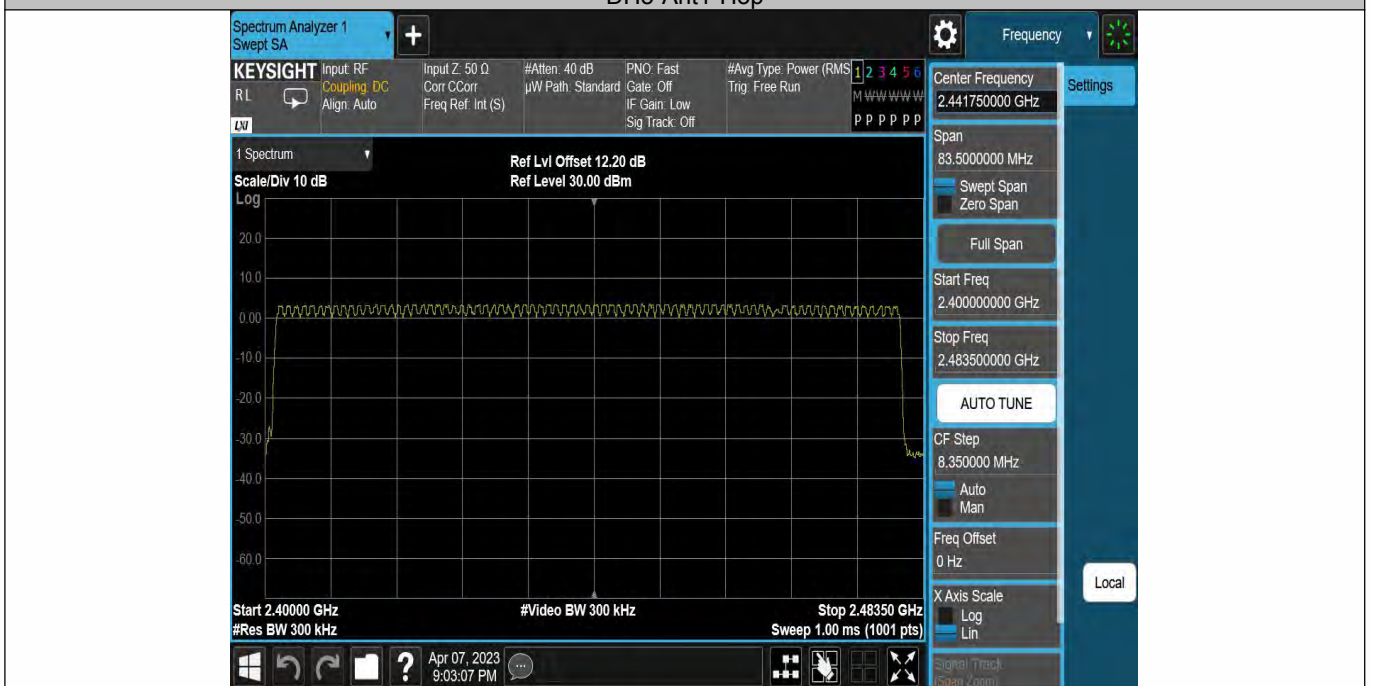 DH5-Ant1-Hop
Spectrum Analyzer 1
Swept SA
Frequency
KEYSIGHT
RL
LXI
Input: RF
Coupling: DC
Align: Auto
Input Z: 50 Ω
Corr CCorr
Freq Ref: Int (S)
#Atten: 40 dB
µW Path: Standard
PNO: Fast
Gate: Off
IF Gain: Low
Sig Track: Off
#Avg Type: Power (RMS
Trig: Free Run
1 2 3 4 5 6
M W W W W W
P P P P P P
1 Spectrum
Scale/Div 10 dB
Ref Lvl Offset 12.20 dB
Ref Level 30.00 dBm
Log
20.0
10.0
0.00
-10.0
-20.0
-30.0
-40.0
-50.0
-60.0
Start 2.40000 GHz
#Res BW 300 kHz
#Video BW 300 kHz
Stop 2.48350 GHz
Sweep 1.00 ms (1001 pts)
Center Frequency
2.441750000 GHz
Settings
Span
83.5000000 MHz
Swept Span
Zero Span
Full Span
Start Freq
2.400000000 GHz
Stop Freq
2.483500000 GHz
AUTO TUNE
CF Step
8.350000 MHz
Auto
Man
Freq Offset
0 Hz
X Axis Scale
Log
Lin
Signal Track
(Span Zoom)
Local
?
Apr 07, 2023
9:03:07 PM